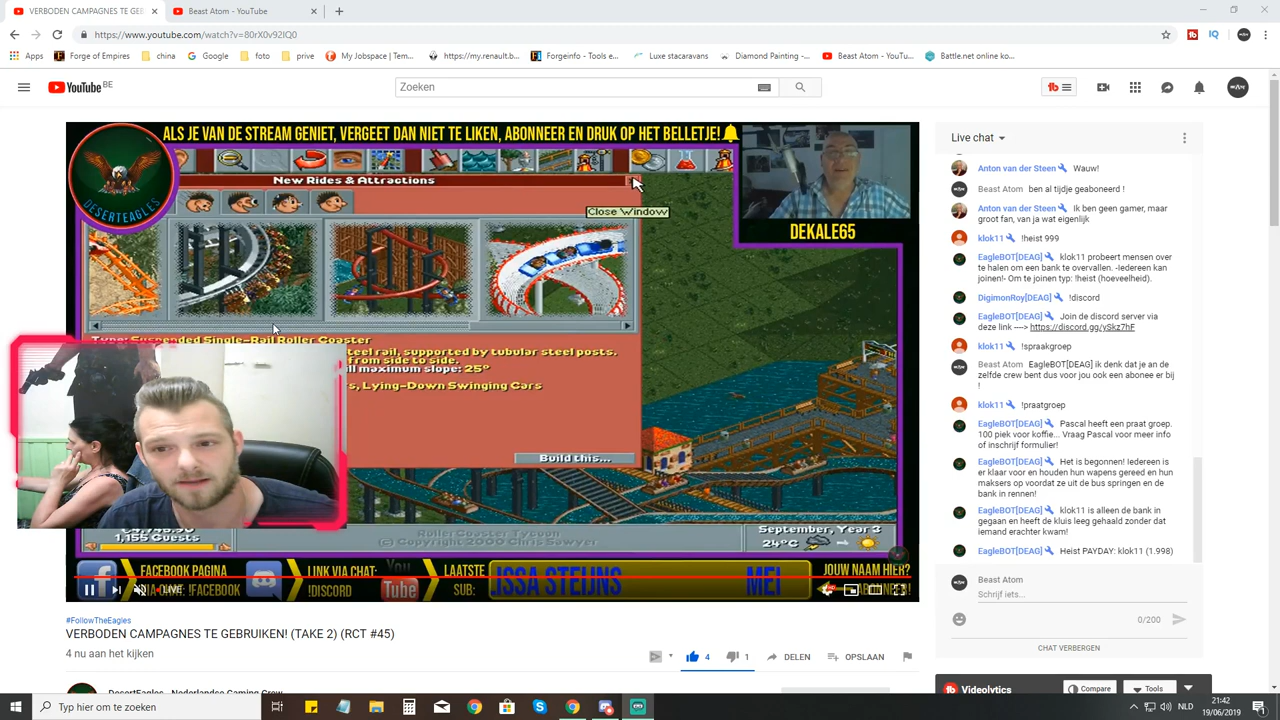 VERBODEN CAMPAGNES TE GEBRUIKEN
Beast Atom - YouTube
https://www.youtube.com/watch?v=80rX0v92IQ0
Apps
Forge of Empires
china
Google
foto
prive
My Jobspace | Tem...
https://my.renault.b...
Forgeinfo - Tools e...
Luxe stacaravans
Diamond Painting -...
Beast Atom - YouTu...
Battle.net online ko...
YouTube BE
Zoeken
ALS JE VAN DE STREAM GENIET, VERGEET DAN NIET TE LIKEN, ABONNEER EN DRUK OP HET BELLETJE!
DESERTEAGLES
New Rides & Attractions
Close Window
DEKALE65
Type: Suspended Single-Rail Roller Coaster
teel rail, supported by tubular steel posts.
from side to side.
ll maximum slope: 25°
s, Lying-Down Swinging Cars
Build this...
1,155 Guests
Roller Coaster Tycoon
© Copyright 2000 Chris Sawyer
September, Year 3
24°C
FACEBOOK PAGINA
VIA: !FACEBOOK
LINK VIA CHAT:
!DISCORD
You
Tube
LAATSTE
SUB:
ISSA STEIJNS
MEI
JOUW NAAM HIER?
LIVE
#FollowTheEagles
VERBODEN CAMPAGNES TE GEBRUIKEN! (TAKE 2) (RCT #45)
4 nu aan het kijken
4
1
DELEN
OPSLAAN
DesertEagles - Nederlandse Gaming Crew
Live chat
Anton van der Steen Wauw!
Beast Atom ben al tijdje geaboneerd !
Anton van der Steen Ik ben geen gamer, maar
groot fan, van ja wat eigenlijk
klok11 !heist 999
EagleBOT[DEAG] klok11 probeert mensen over
te halen om een bank te overvallen. -Iedereen kan
joinen!- Om te joinen typ: !heist (hoeveelheid).
DigimonRoy[DEAG] !discord
EagleBOT[DEAG] Join de discord server via
deze link ----> https://discord.gg/ySkz7hF
klok11 !spraakgroep
Beast Atom EagleBOT[DEAG] ik denk dat je an de
zelfde crew bent dus voor jou ook een abonee er bij
!
klok11 !praatgroep
EagleBOT[DEAG] Pascal heeft een praat groep.
100 piek voor koffie... Vraag Pascal voor meer info
of inschrijf formulier!
EagleBOT[DEAG] Het is begonnen! Iedereen is
er klaar voor en houden hun wapens gereed en hun
maksers op voordat ze uit de bus springen en de
bank in rennen!
EagleBOT[DEAG] klok11 is alleen de bank in
gegaan en heeft de kluis leeg gehaald zonder dat
iemand erachter kwam!
EagleBOT[DEAG] Heist PAYDAY: klok11 (1.998)
Beast Atom
Schrijf iets...
0/200
CHAT VERBERGEN
Videolytics
Compare
Tools
Typ hier om te zoeken
NLD
21:42
19/06/2019